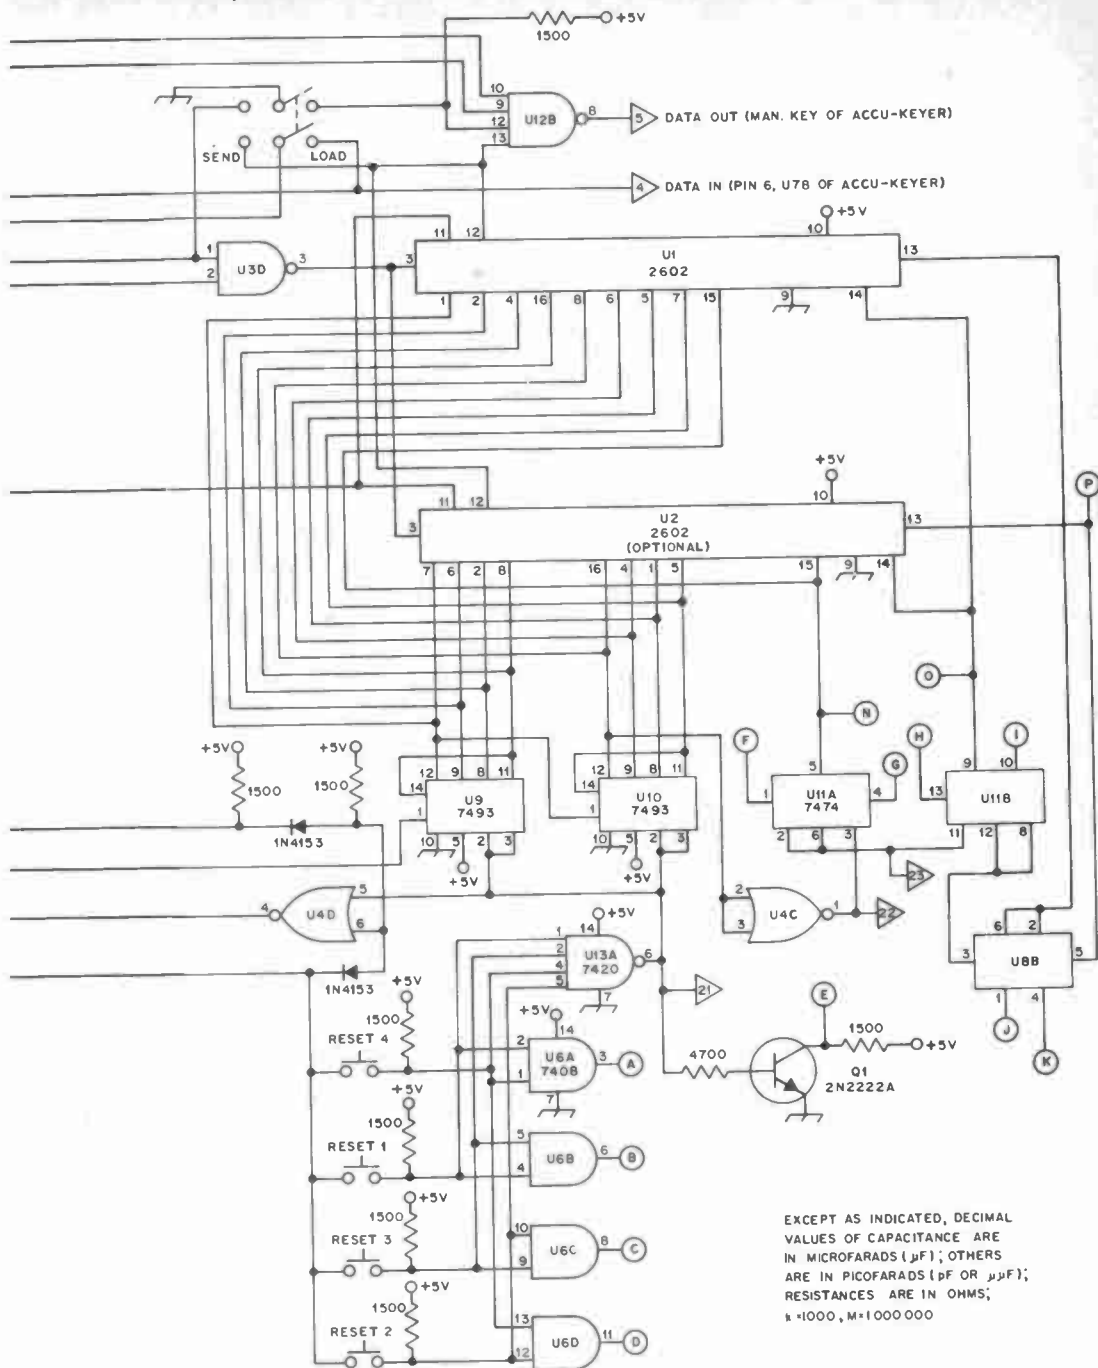 +5V
1500
10
9
12
13
U12B
8
5 DATA OUT (MAN. KEY OF ACCU-KEYER)
SEND
LOAD
4 DATA IN (PIN 6, U7B OF ACCU-KEYER)
+5V
11
12
10
1
2
U3D
3
3
U1
2602
13
1
2
4
16
8
6
5
7
15
9
14
+5V
P
11
12
10
3
U2
2602
(OPTIONAL)
13
7
6
2
8
16
4
1
5
15
9
14
O
N
+5V
+5V
1500
1500
F
H
I
G
12
9
8
11
14
1
U9
7493
10
5
2
3
+5V
12
9
8
11
14
1
U10
7493
10
5
2
3
+5V
5
1
U11A
7474
4
2
6
3
9
10
13
U11B
11
12
8
1N4153
23
4
U4D
5
6
2
3
U4C
1
22
6
2
3
U8B
5
1
4
J
K
1N4153
+5V
1
14
2
4
5
U13A
7420
6
7
21
+5V
1500
RESET 4
+5V
14
2
1
U6A
7408
3
A
7
4700
E
1500
+5V
Q1
2N2222A
+5V
1500
RESET 1
5
4
U6B
6
B
+5V
1500
RESET 3
10
9
U6C
8
C
+5V
1500
RESET 2
13
12
U6D
11
D
EXCEPT AS INDICATED, DECIMAL
VALUES OF CAPACITANCE ARE
IN MICROFARADS (µF); OTHERS
ARE IN PICOFARADS (pF OR µµF);
RESISTANCES ARE IN OHMS;
k=1000, M=1000000